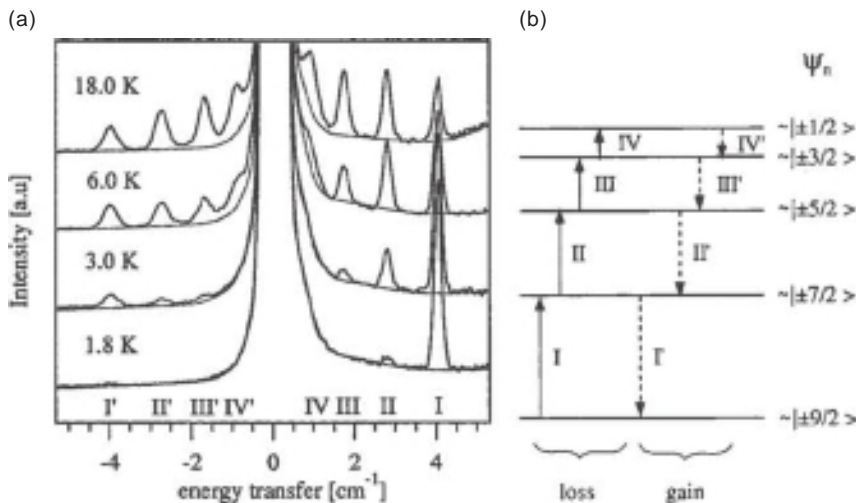 (a)
18.0 K
6.0 K
3.0 K
1.8 K
Intensity [a.u]
I' II' III' IV' IV III II I
-4 -2 0 2 4
energy transfer [cm⁻¹]
(b)
Ψn
~|±1/2 >
IV IV'
~|±3/2 >
III III'
~|±5/2 >
II II'
~|±7/2 >
I I'
~|±9/2 >
loss gain